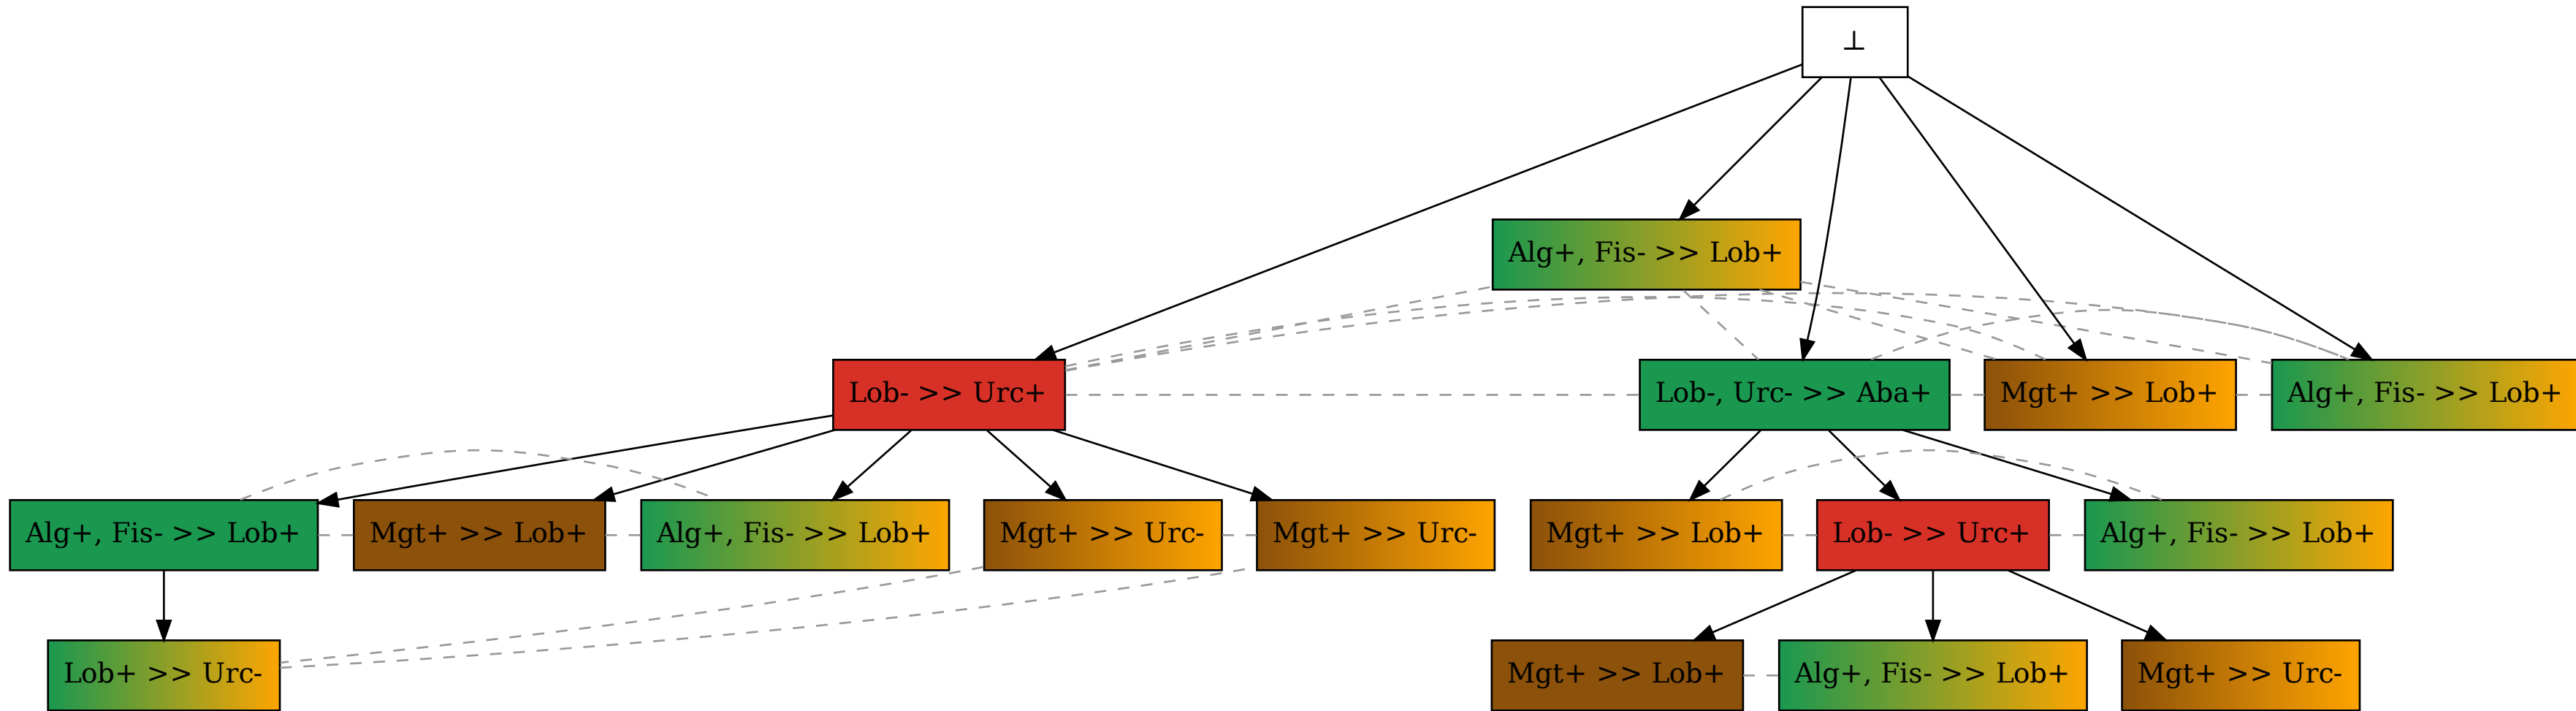 ⊥
Alg+, Fis- >> Lob+
Lob- >> Urc+
Lob-, Urc- >> Aba+
Mgt+ >> Lob+
Alg+, Fis- >> Lob+
Alg+, Fis- >> Lob+
Mgt+ >> Lob+
Alg+, Fis- >> Lob+
Mgt+ >> Urc-
Mgt+ >> Urc-
Mgt+ >> Lob+
Lob- >> Urc+
Alg+, Fis- >> Lob+
Lob+ >> Urc-
Mgt+ >> Lob+
Alg+, Fis- >> Lob+
Mgt+ >> Urc-